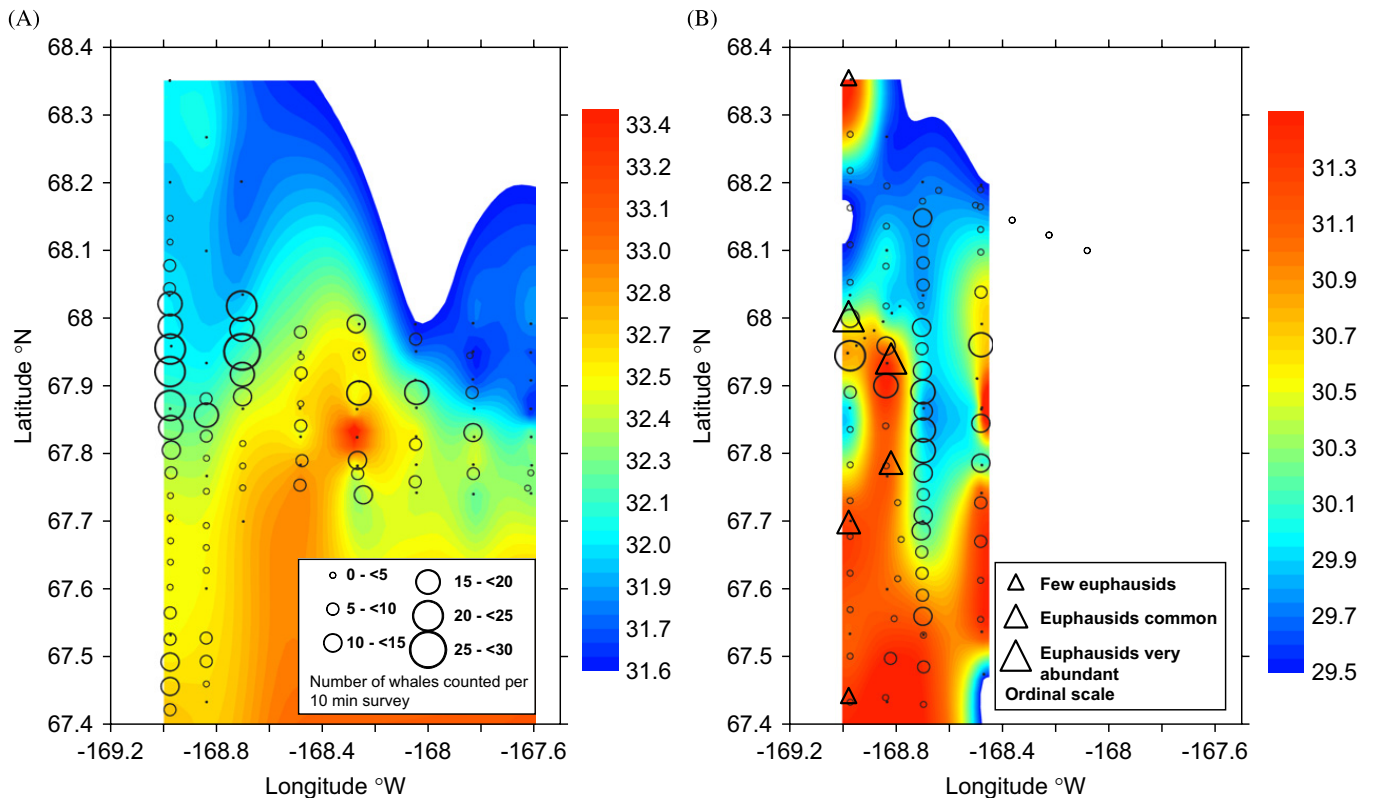 (A)
68.4
68.3
68.2
68.1
68
67.9
67.8
67.7
67.6
67.5
67.4
Latitude °N
-169.2
-168.8
-168.4
-168
-167.6
Longitude °W
0 - <5
5 - <10
10 - <15
15 - <20
20 - <25
25 - <30
Number of whales counted per
10 min survey
33.4
33.2
33.1
33.0
32.8
32.7
32.5
32.4
32.3
32.1
32.0
31.9
31.7
31.6
(B)
68.4
68.3
68.2
68.1
68
67.9
67.8
67.7
67.6
67.5
67.4
Latitude °N
-169.2
-168.8
-168.4
-168
-167.6
Longitude °W
Few euphausids
Euphausids common
Euphausids very
abundant
Ordinal scale
31.3
31.1
30.9
30.7
30.5
30.3
30.1
29.9
29.7
29.5